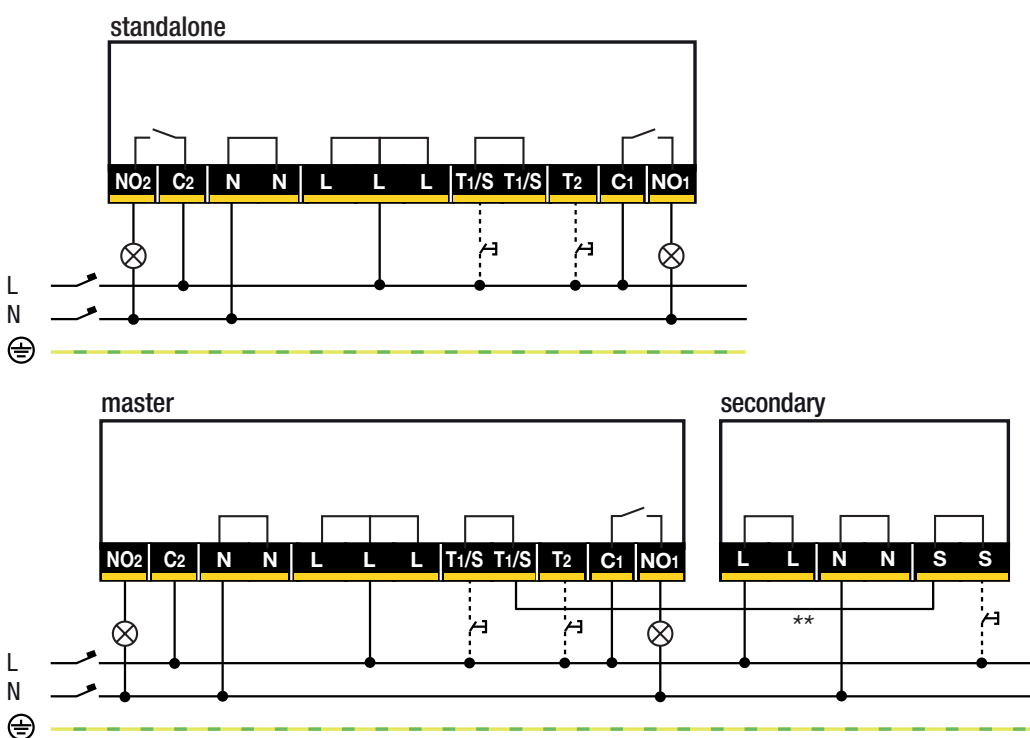 standalone
NO2 C2 N N L L L T1/S T1/S T2 C1 NO1
L
N
master secondary
NO2 C2 N N L L L T1/S T1/S T2 C1 NO1 L L N N S S
**
L
N